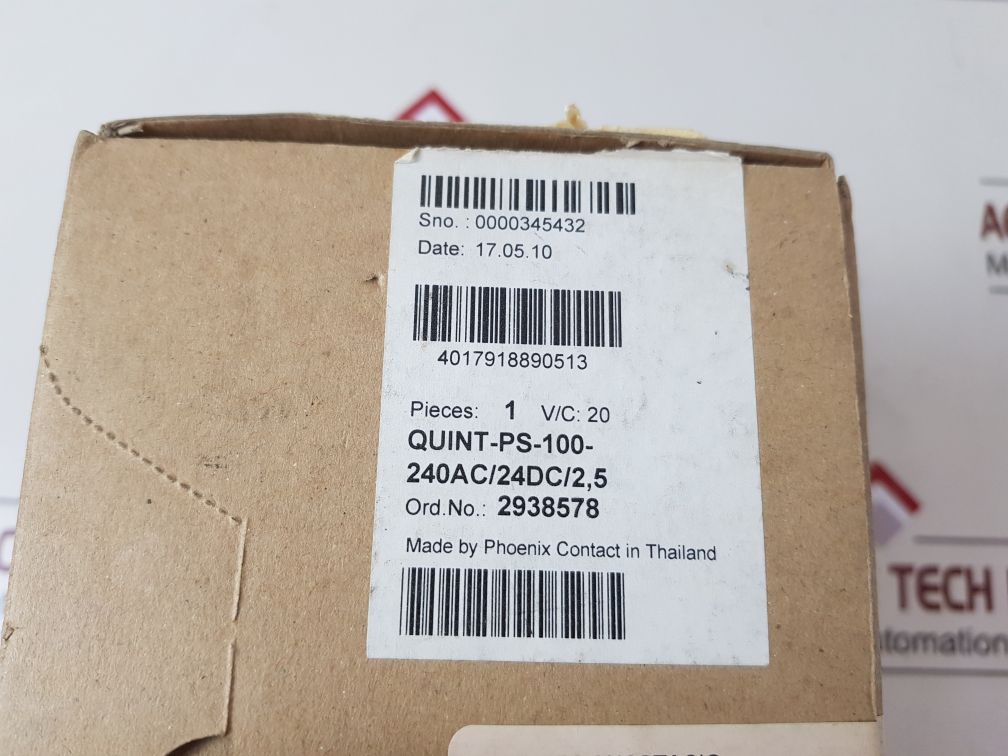 Sno. : 0000345432
Date: 17.05.10
4017918890513
Pieces: 1 V/C: 20
QUINT-PS-100-
240AC/24DC/2,5
Ord.No.: 2938578
Made by Phoenix Contact in Thailand
TECH